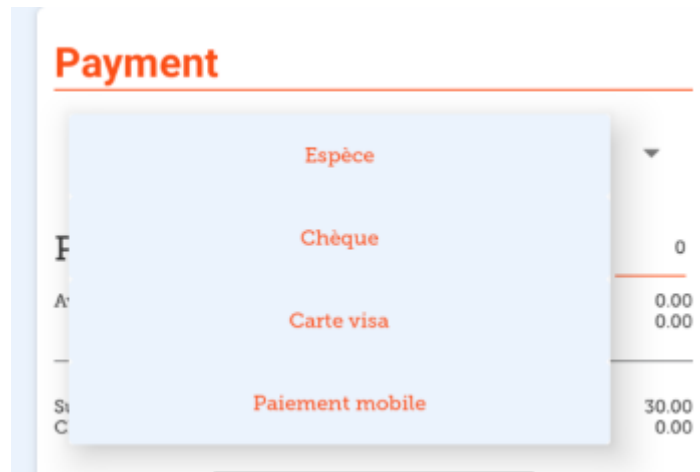 Payment
Espèce
Chèque
0
0.00
Carte visa
0.00
Paiement mobile
30.00
0.00